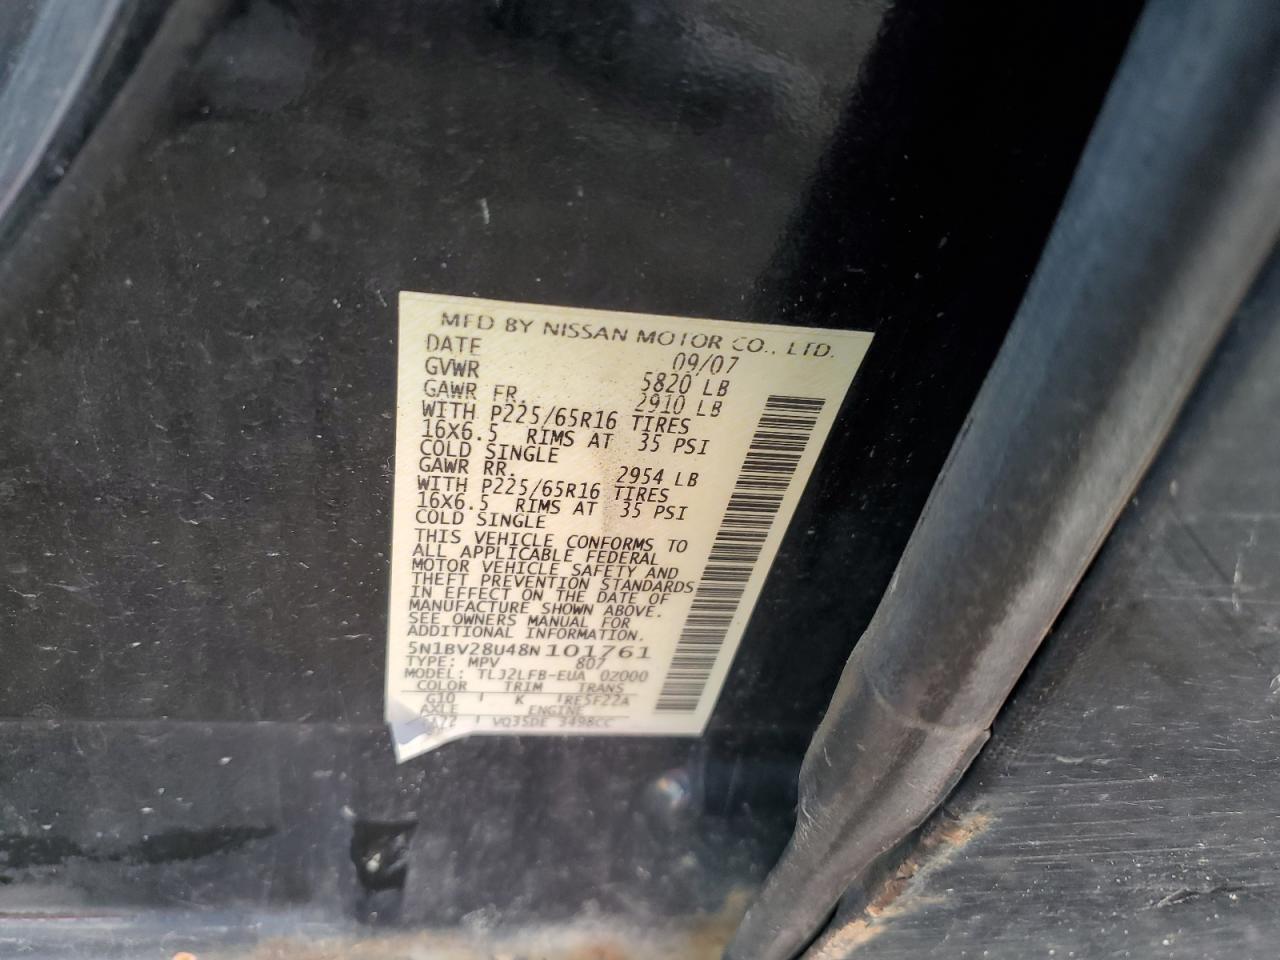 MFD BY NISSAN MOTOR CO., LTD.
DATE 09/07
GVWR 5820 LB
GAWR FR. 2910 LB
WITH P225/65R16 TIRES
16X6.5 RIMS AT 35 PSI
COLD SINGLE
GAWR RR. 2954 LB
WITH P225/65R16 TIRES
16X6.5 RIMS AT 35 PSI
COLD SINGLE
THIS VEHICLE CONFORMS TO
ALL APPLICABLE FEDERAL
MOTOR VEHICLE SAFETY AND
THEFT PREVENTION STANDARDS
IN EFFECT ON THE DATE OF
MANUFACTURE SHOWN ABOVE.
SEE OWNERS MANUAL FOR
ADDITIONAL INFORMATION.
5N1BV28U48N101761
TYPE: MPV 807
MODEL: TLJ2LFB-EUA 02000
COLOR TRIM TRANS
G10 K RE5F22A
AXLE ENGINE
VQ35DE 3498CC